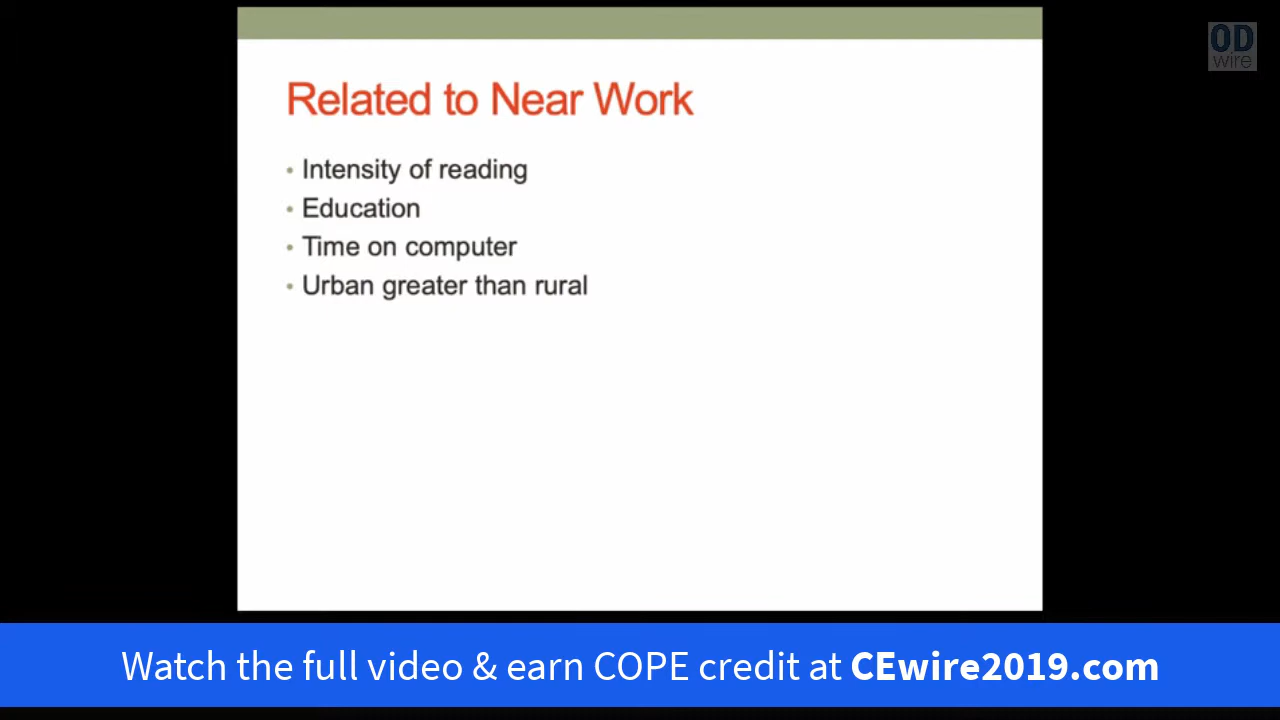 OD
wire
Related to Near Work
• Intensity of reading
• Education
• Time on computer
• Urban greater than rural
Watch the full video & earn COPE credit at CEwire2019.com